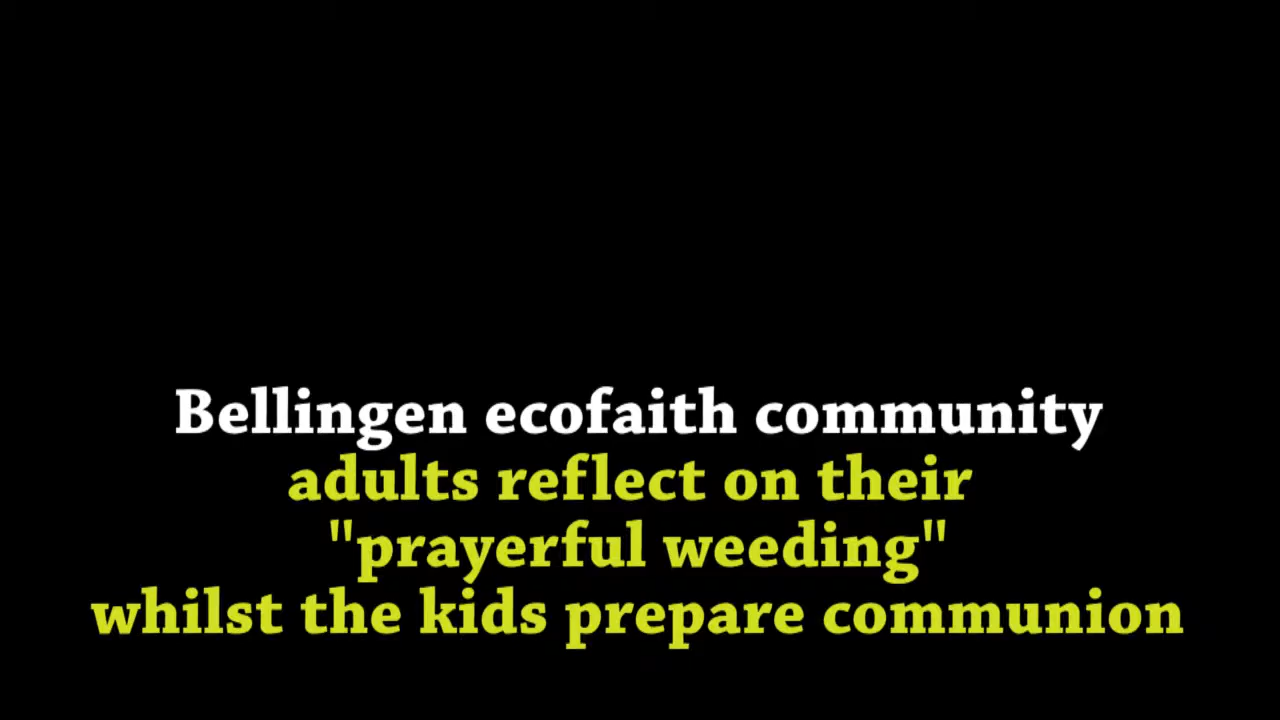 Bellingen ecofaith community
adults reflect on their
"prayerful weeding"
whilst the kids prepare communion